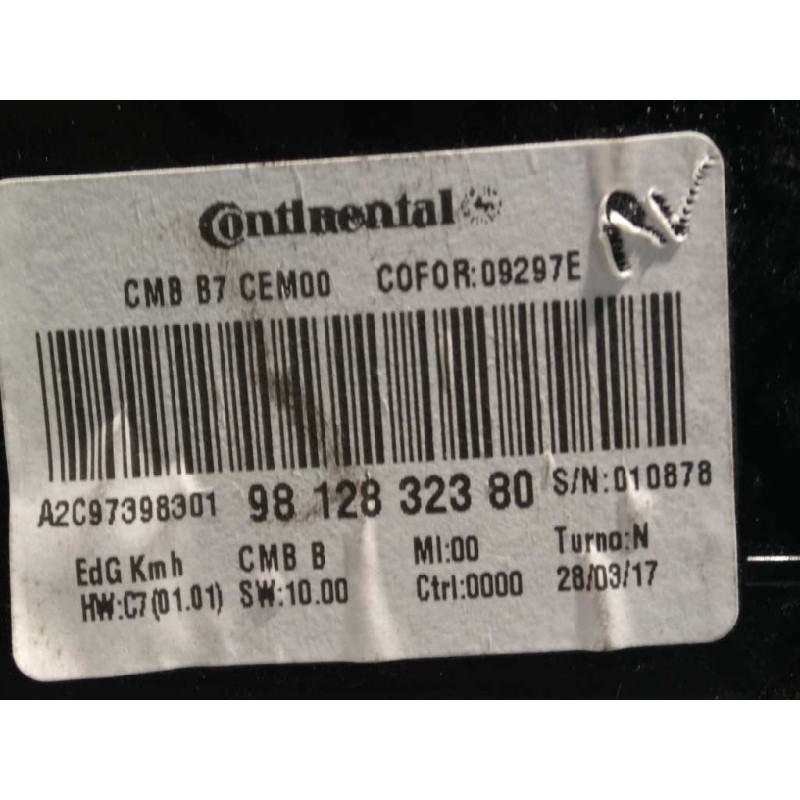 Continental
CMB B7 CEM00 COFOR:09297E
A2C97398301 98 128 323 80 S/N:010878
EdG Kmh CMB B MI:00 Turno:N
HW:C7(01.01) SW:10.00 Ctrl:0000 28/03/17